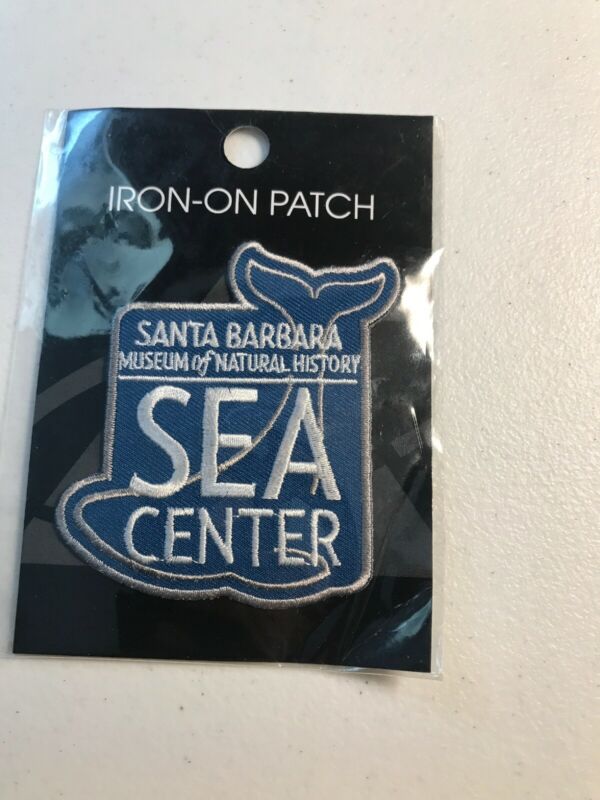 IRON-ON PATCH
SANTA BARBARA
MUSEUM of NATURAL HISTORY
SEA
CENTER